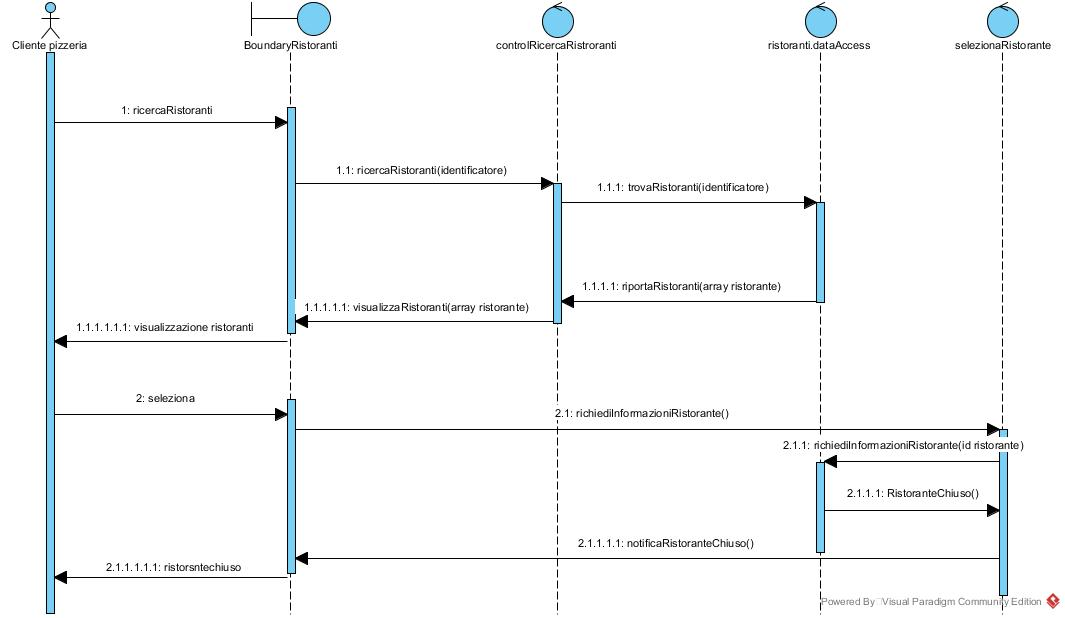 Cliente pizzeria
BoundaryRistoranti
controlRicercaRistroranti
ristoranti.dataAccess
selezionaRistorante
1: ricercaRistoranti
1.1: ricercaRistoranti(identificatore)
1.1.1: trovaRistoranti(identificatore)
1.1.1.1: riportaRistoranti(array ristorante)
1.1.1.1.1: visualizzaRistoranti(array ristorante)
1.1.1.1.1.1: visualizzazione ristoranti
2: seleziona
2.1: richiediInformazioniRistorante()
2.1.1: richiediInformazioniRistorante(id ristorante)
2.1.1.1: RistoranteChiuso()
2.1.1.1.1: notificaRistoranteChiuso()
2.1.1.1.1.1: ristorsntechiuso
Powered By Visual Paradigm Community Edition